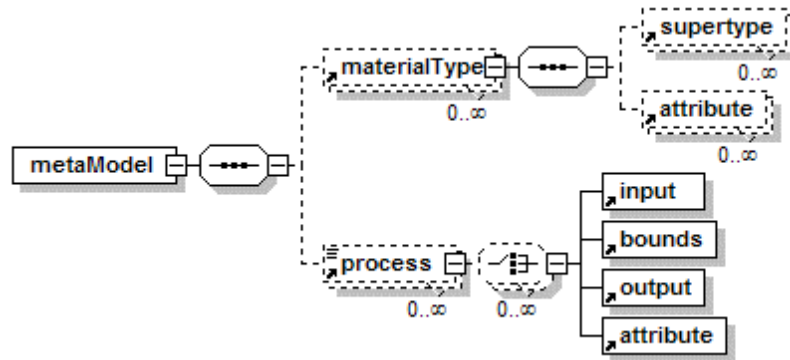 supertype
0..∞
materialType
0..∞
attribute
0..∞
metaModel
input
bounds
process
0..∞
0..∞
output
attribute